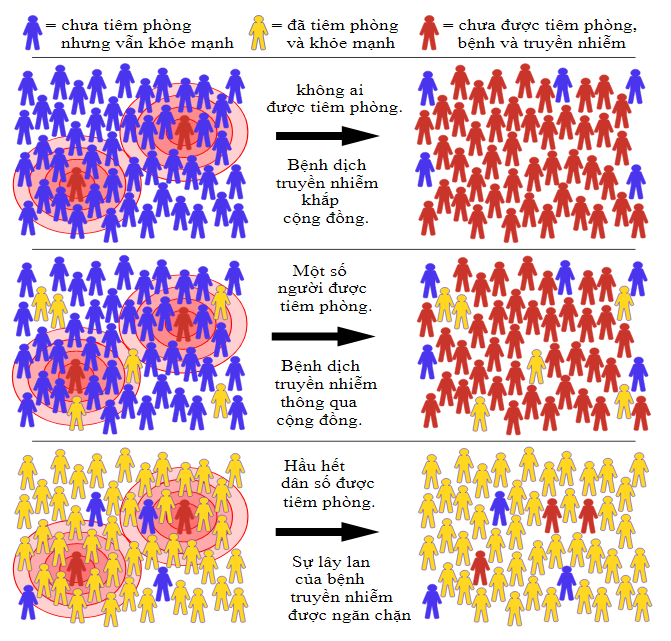 = chưa tiêm phòng
nhưng vẫn khỏe mạnh
= đã tiêm phòng
và khỏe mạnh
= chưa được tiêm phòng,
bệnh và truyền nhiễm
không ai
được tiêm phòng.
Bệnh dịch
truyền nhiễm
khắp
cộng đồng.
Một số
người được
tiêm phòng.
Bệnh dịch
truyền nhiễm
thông qua
cộng đồng.
Hầu hết
dân số được
tiêm phòng.
Sự lây lan
của bệnh
truyền nhiễm
được ngăn chặn